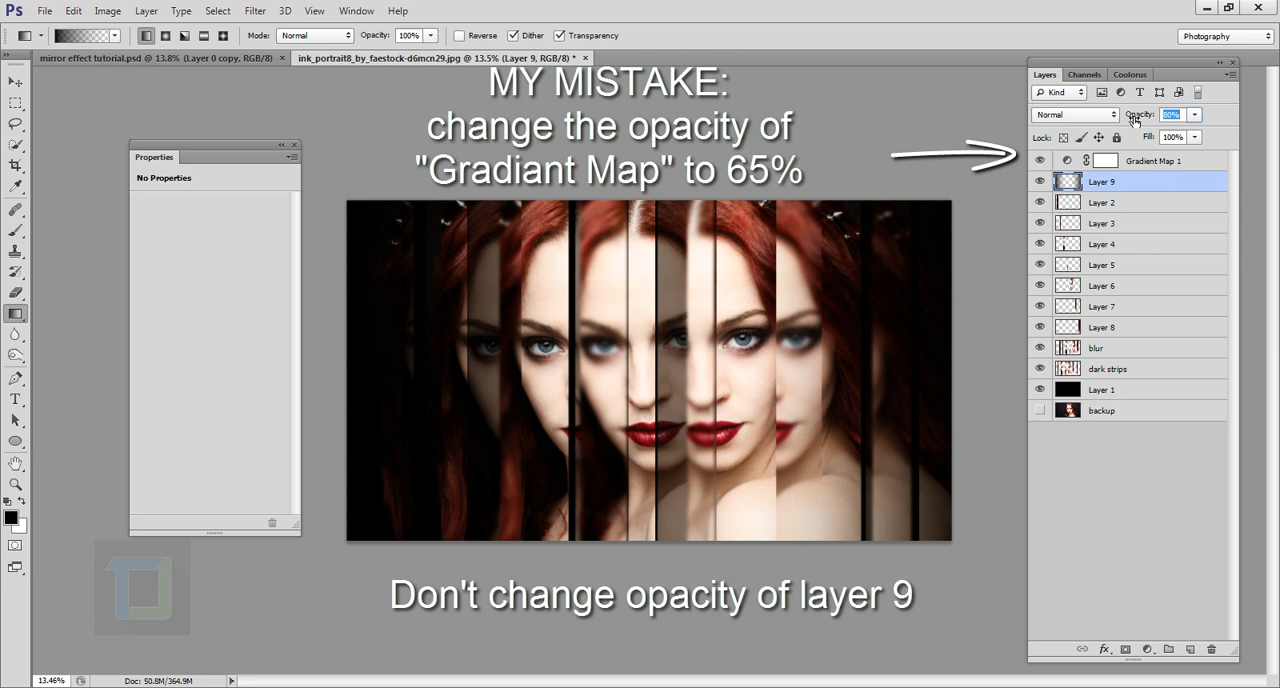 Ps File Edit Image Layer Type Select Filter 3D View Window Help
Mode: Normal Opacity: 100% Reverse Dither Transparency Photography
mirror effect tutorial.psd @ 13.8% (Layer 0 copy, RGB/8) × ink_portrait8_by_faestock-d6mcn29.jpg @ 13.5% (Layer 9, RGB/8) * ×
MY MISTAKE:
change the opacity of
"Gradiant Map" to 65%
Properties
No Properties
Layers Channels Coolorus
Kind
Normal Opacity: 80%
Lock: Fill: 100%
Gradient Map 1
Layer 9
Layer 2
Layer 3
Layer 4
Layer 5
Layer 6
Layer 7
Layer 8
blur
dark strips
Layer 1
backup
Don't change opacity of layer 9
TJ
13.46% Doc: 50.8M/364.9M